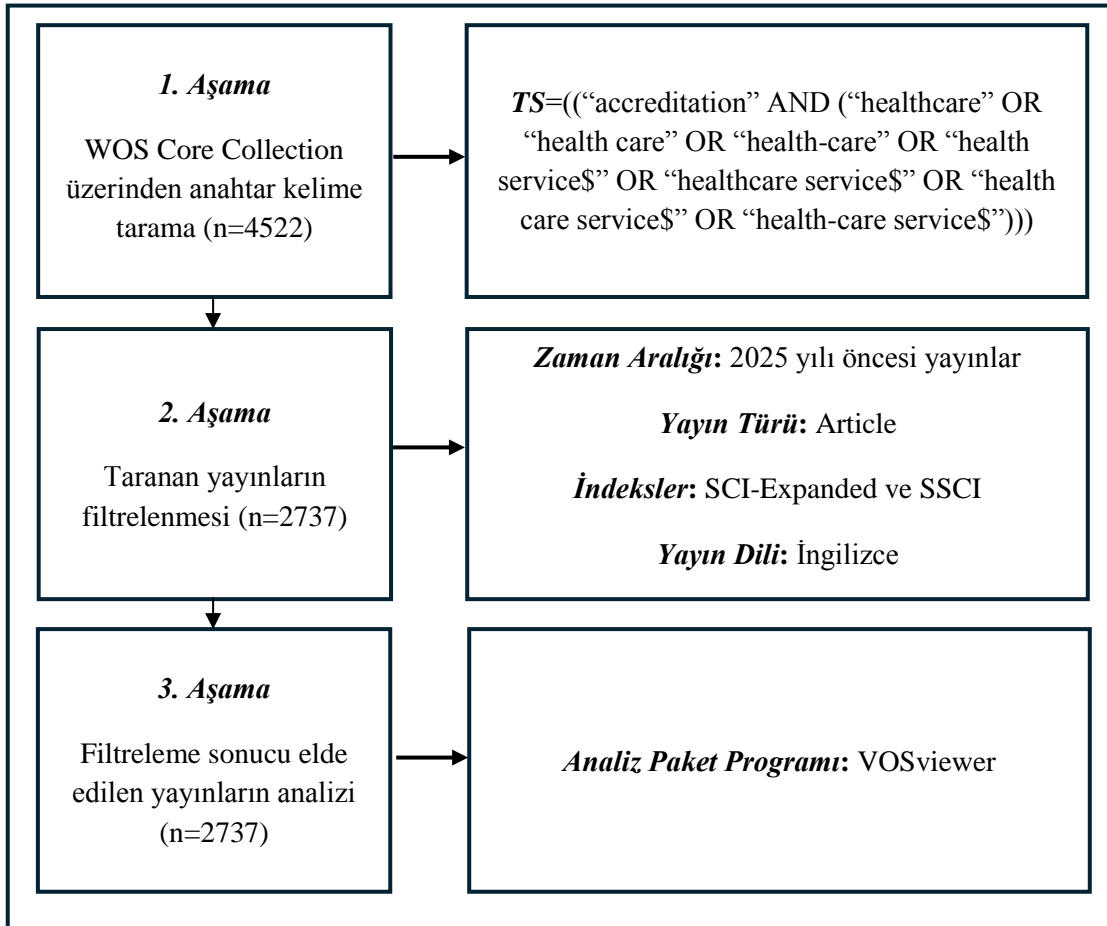 1. Aşama
WOS Core Collection
üzerinden anahtar kelime
tarama (n=4522)
TS=((“accreditation” AND (“healthcare” OR
“health care” OR “health-care” OR “health
service$” OR “healthcare service$” OR “health
care service$” OR “health-care service$”)))
2. Aşama
Taranan yayınların
filtrelenmesi (n=2737)
Zaman Aralığı: 2025 yılı öncesi yayınlar
Yayın Türü: Article
İndeksler: SCI-Expanded ve SSCI
Yayın Dili: İngilizce
3. Aşama
Filtreleme sonucu elde
edilen yayınların analizi
(n=2737)
Analiz Paket Programı: VOSviewer